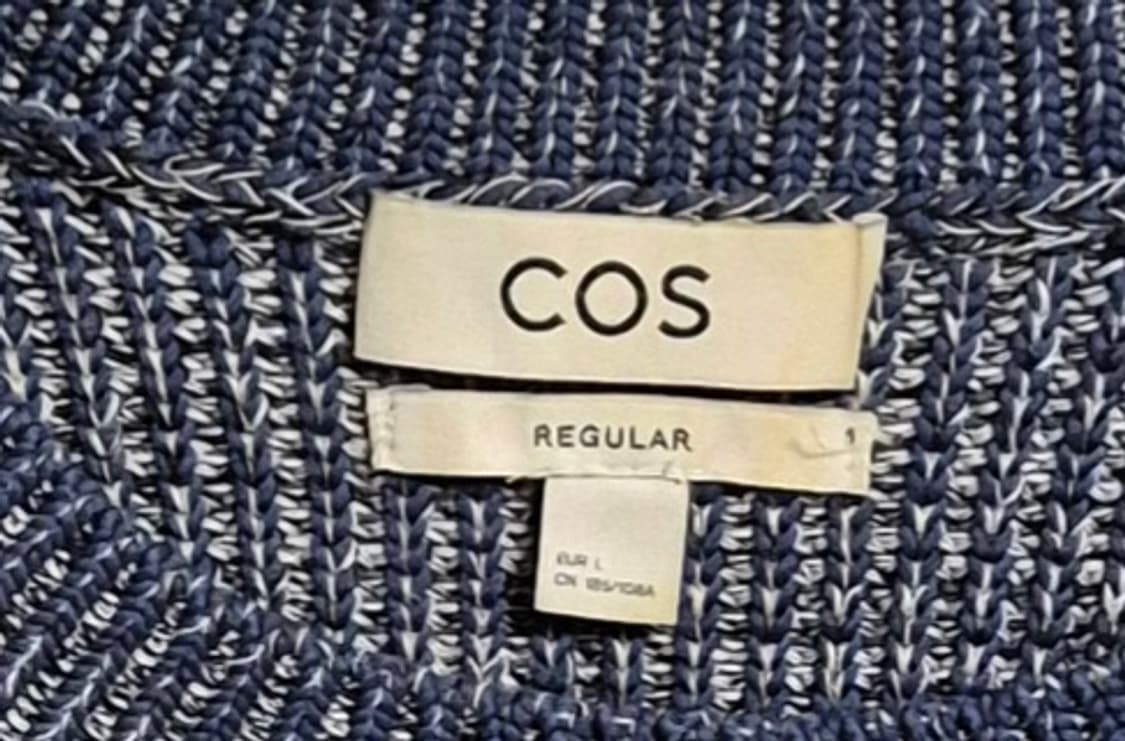 COS
REGULAR
EUR L
CN 185/108A